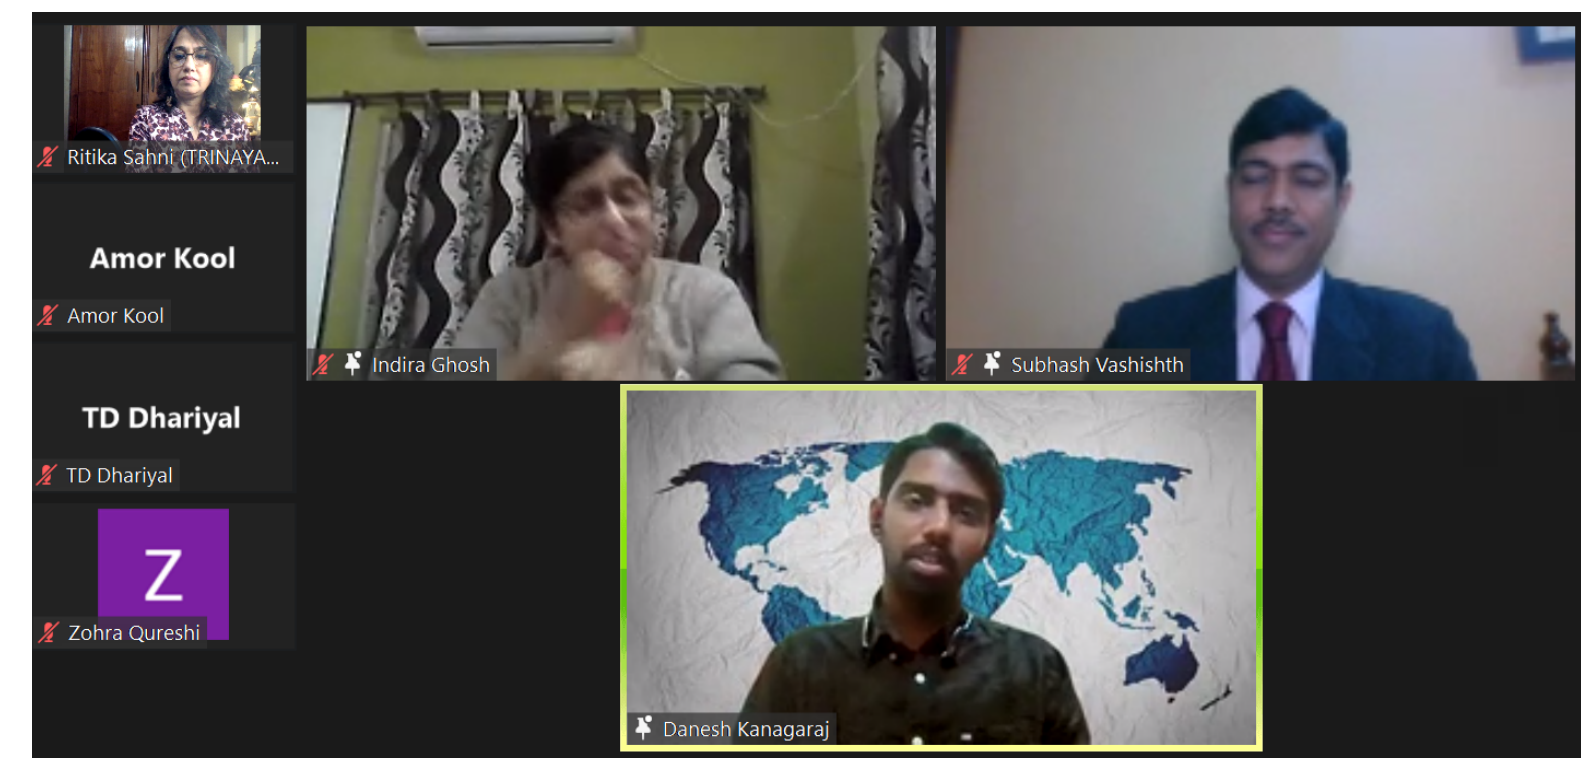 Ritika Sahni (TRINAYA...
Amor Kool
Amor Kool
TD Dhariyal
TD Dhariyal
Z
Zohra Qureshi
Indira Ghosh
Subhash Vashishth
Danesh Kanagaraj